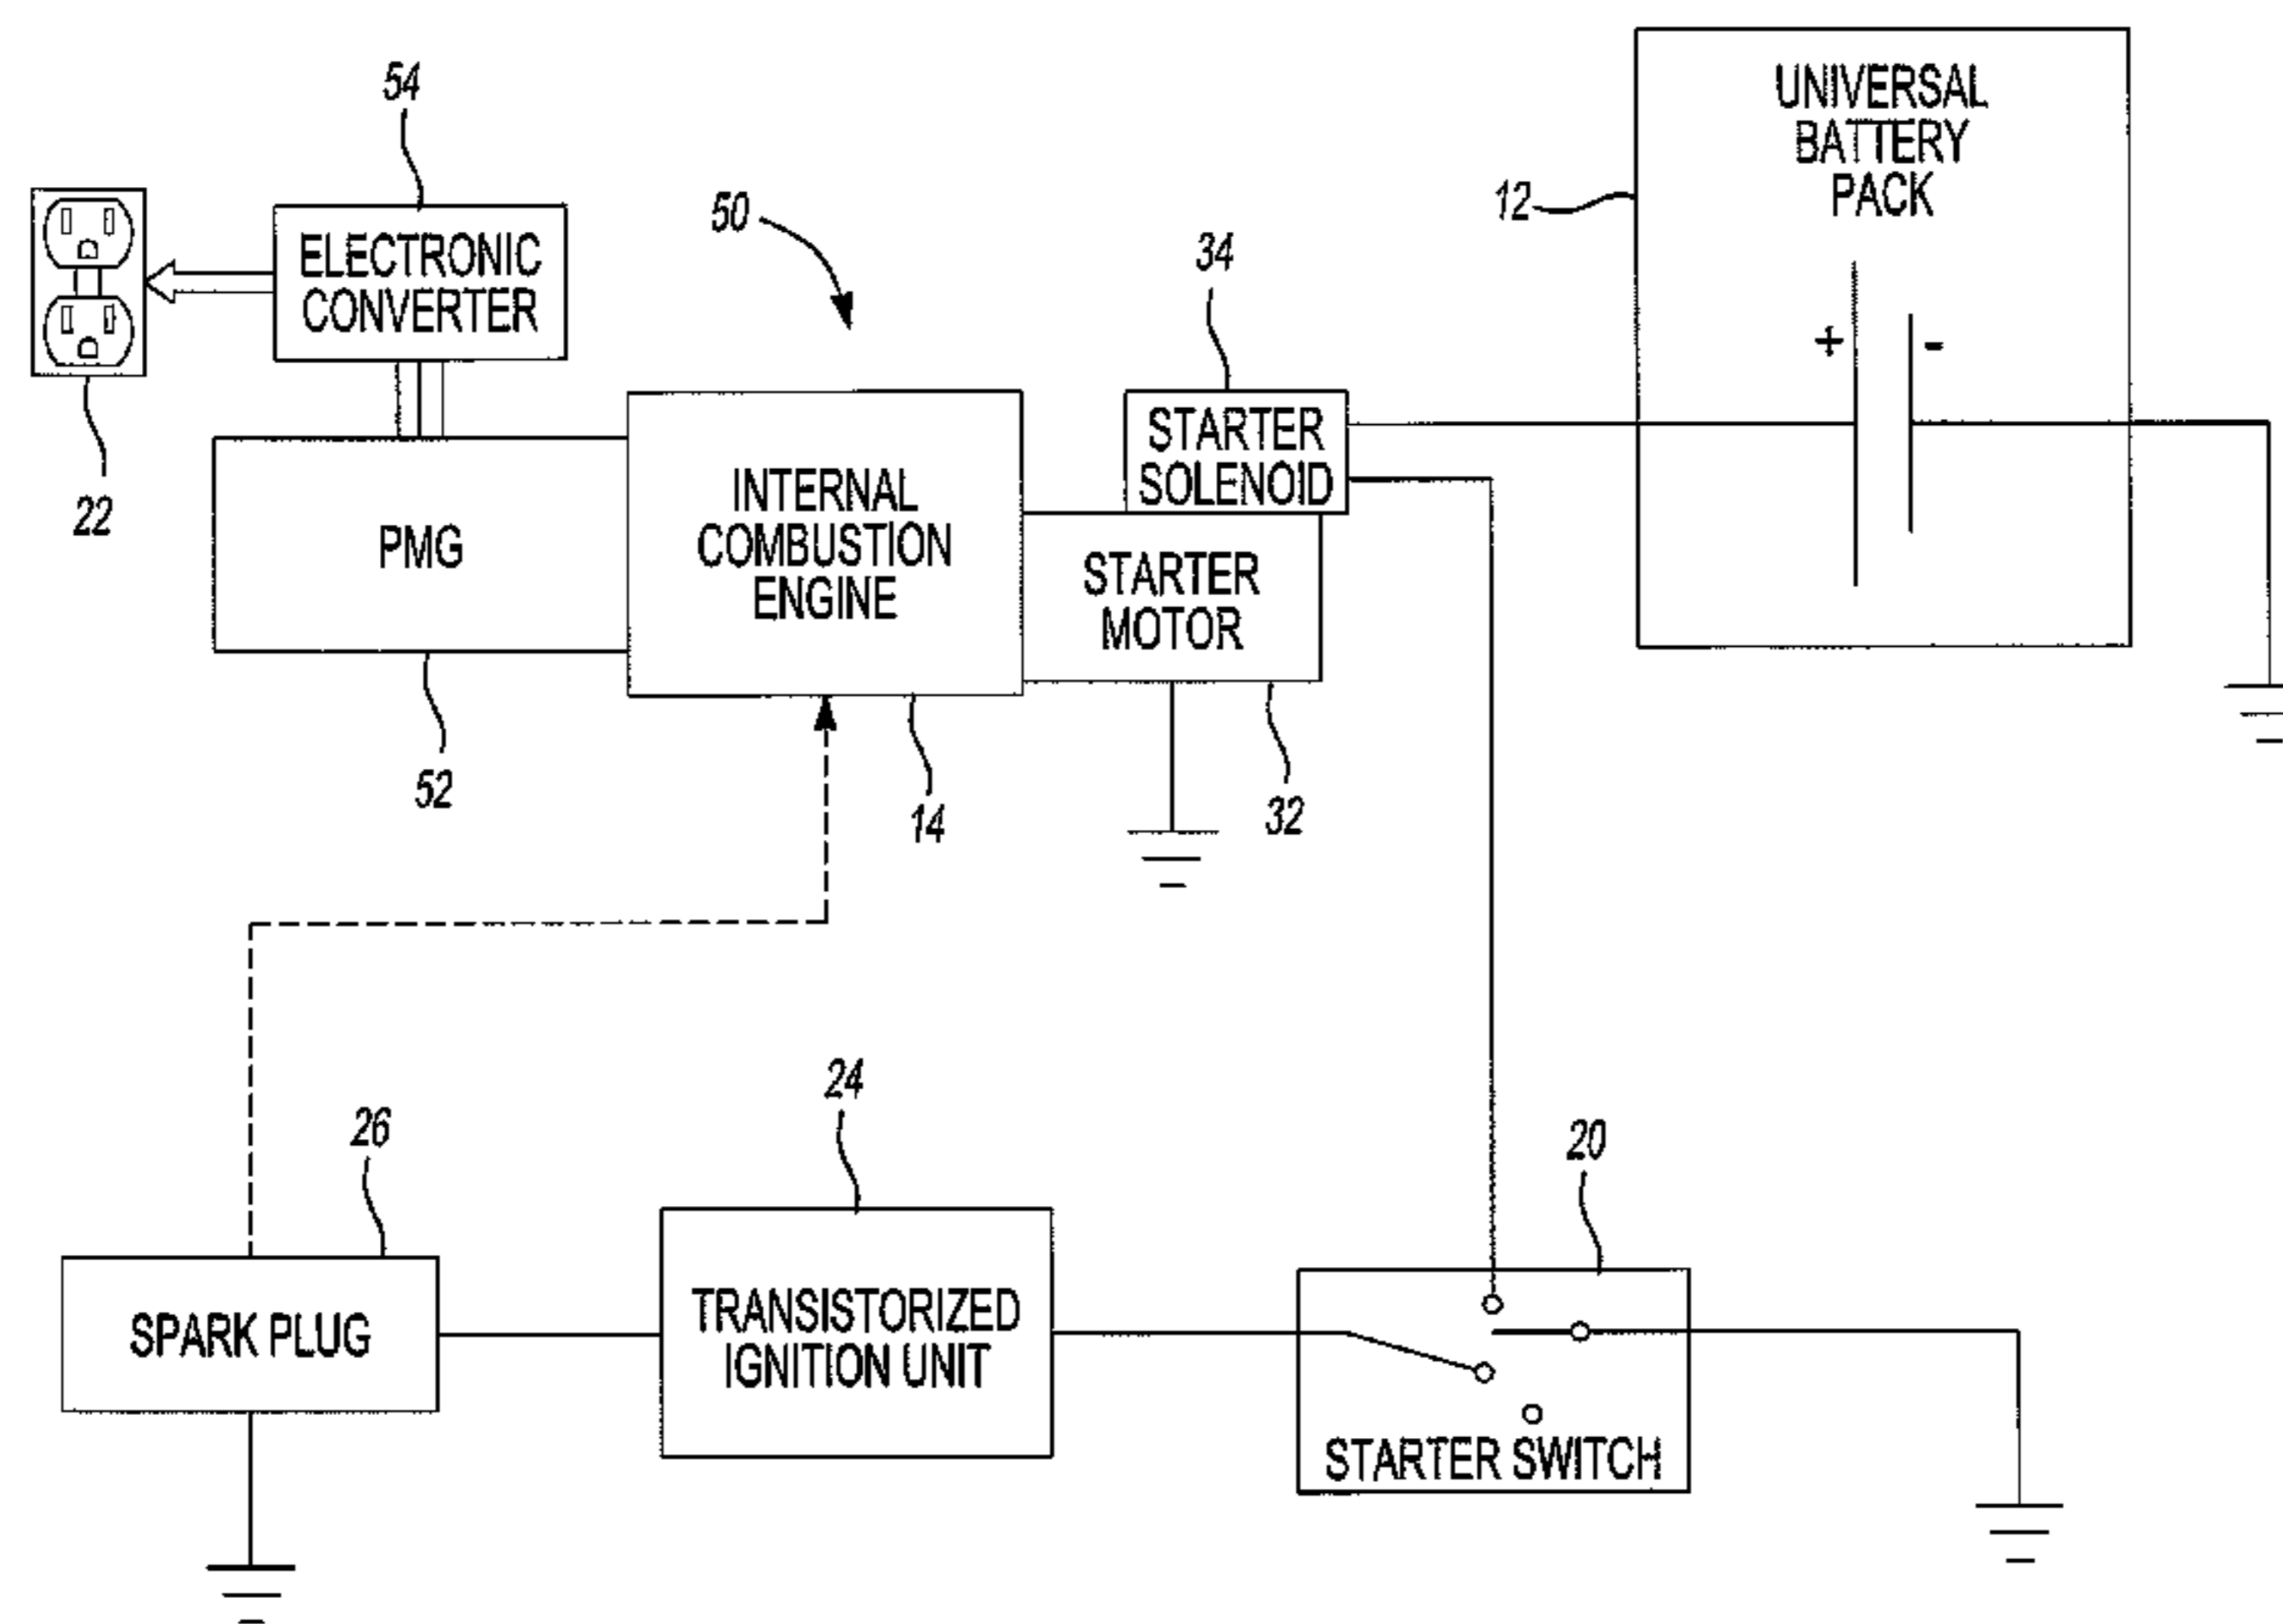 54
UNIVERSAL
BATTERY
PACK
50
12
34
ELECTRONIC
CONVERTER
+ -
STARTER
SOLENOID
22
PMG
INTERNAL
COMBUSTION
ENGINE
STARTER
MOTOR
52
14
32
24
26
20
SPARK PLUG
TRANSISTORIZED
IGNITION UNIT
STARTER SWITCH